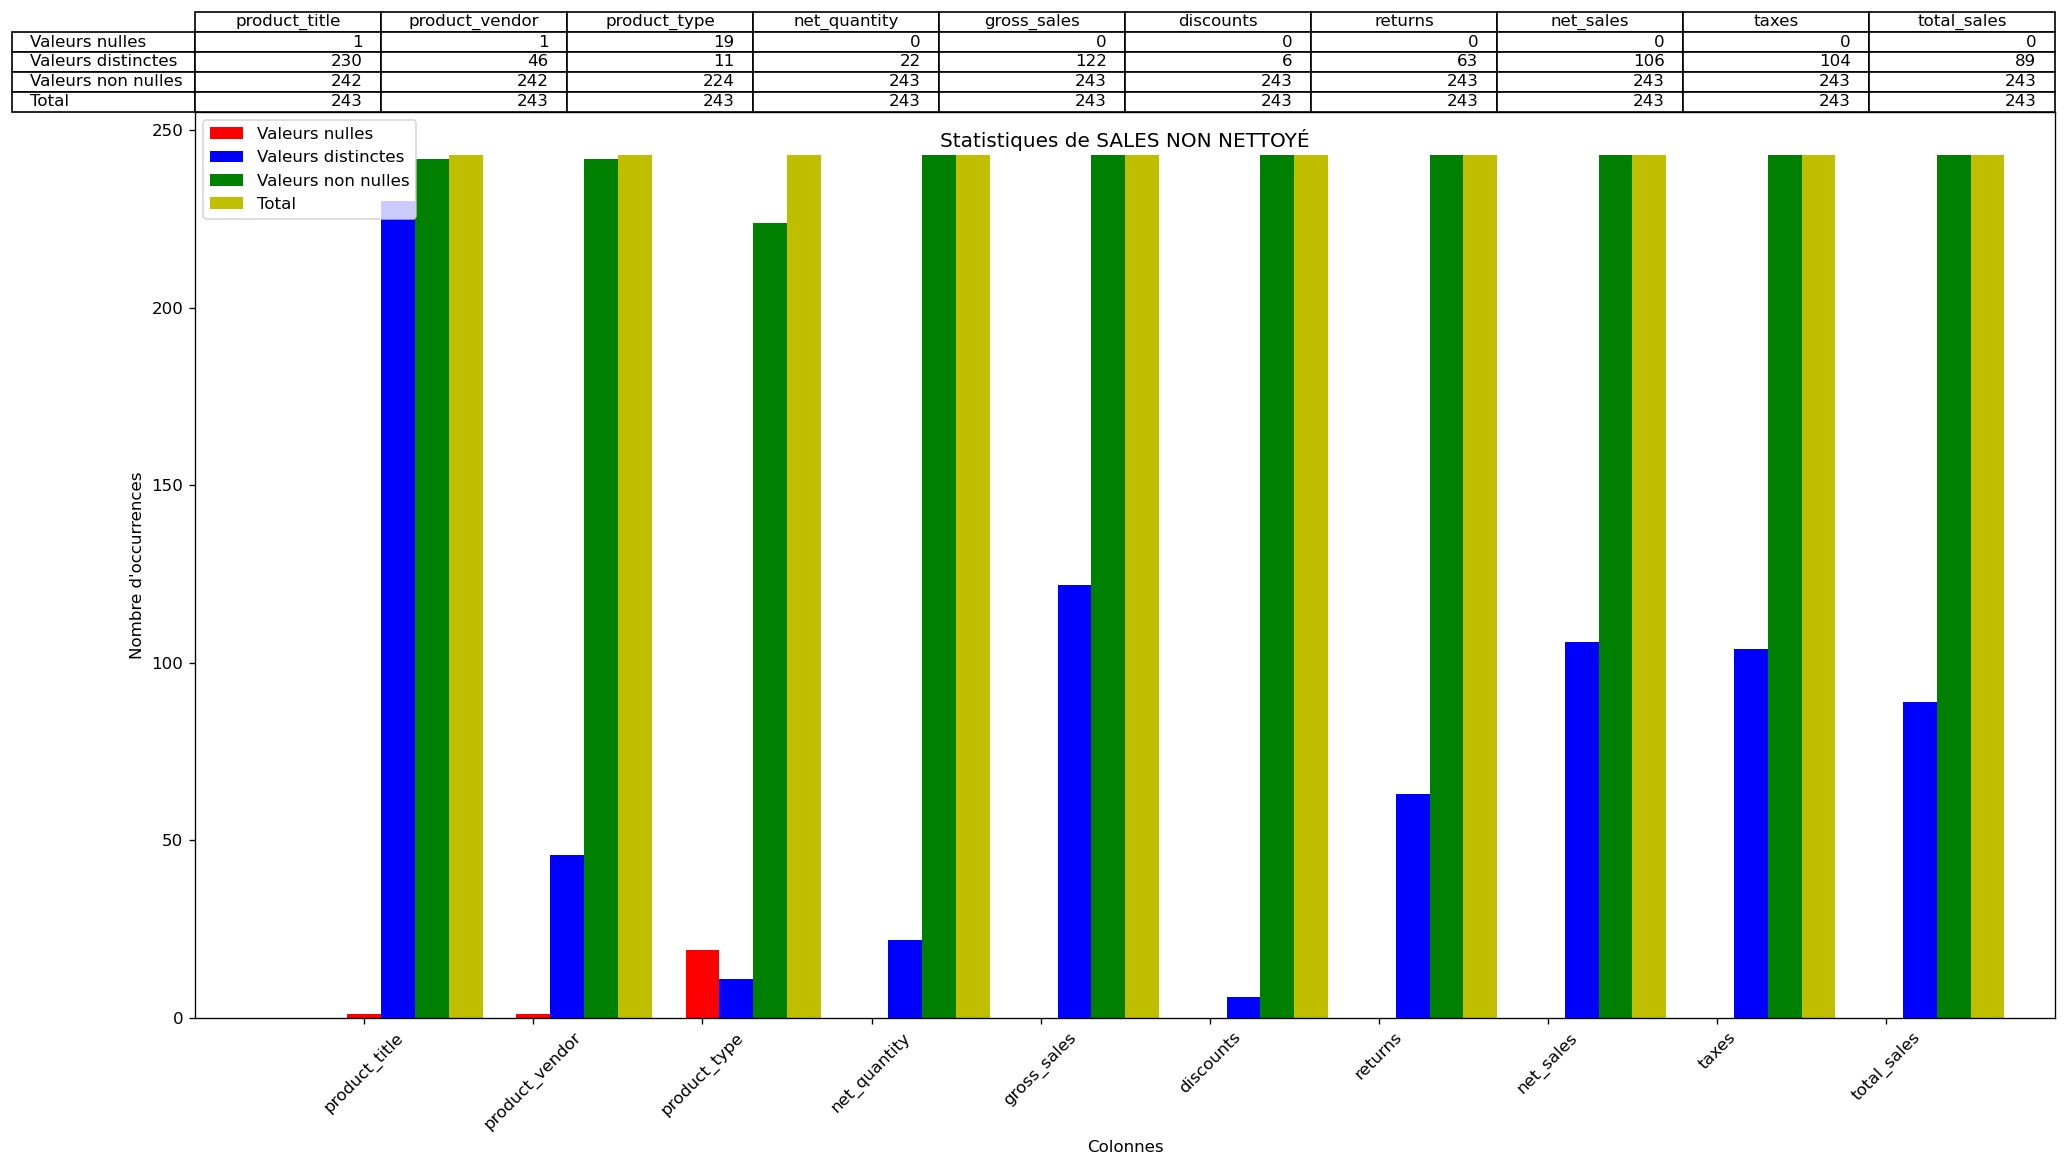 product_title product_vendor product_type net_quantity gross_sales discounts returns net_sales taxes total_sales
Valeurs nulles 1 1 19 0 0 0 0 0 0 0
Valeurs distinctes 230 46 11 22 122 6 63 106 104 89
Valeurs non nulles 242 242 224 243 243 243 243 243 243 243
Total 243 243 243 243 243 243 243 243 243 243
Statistiques de SALES NON NETTOYÉ
Valeurs nulles
Valeurs distinctes
Valeurs non nulles
Total
250
200
150
100
50
0
Nombre d'occurrences
product_title product_vendor product_type net_quantity gross_sales discounts returns net_sales taxes total_sales
Colonnes